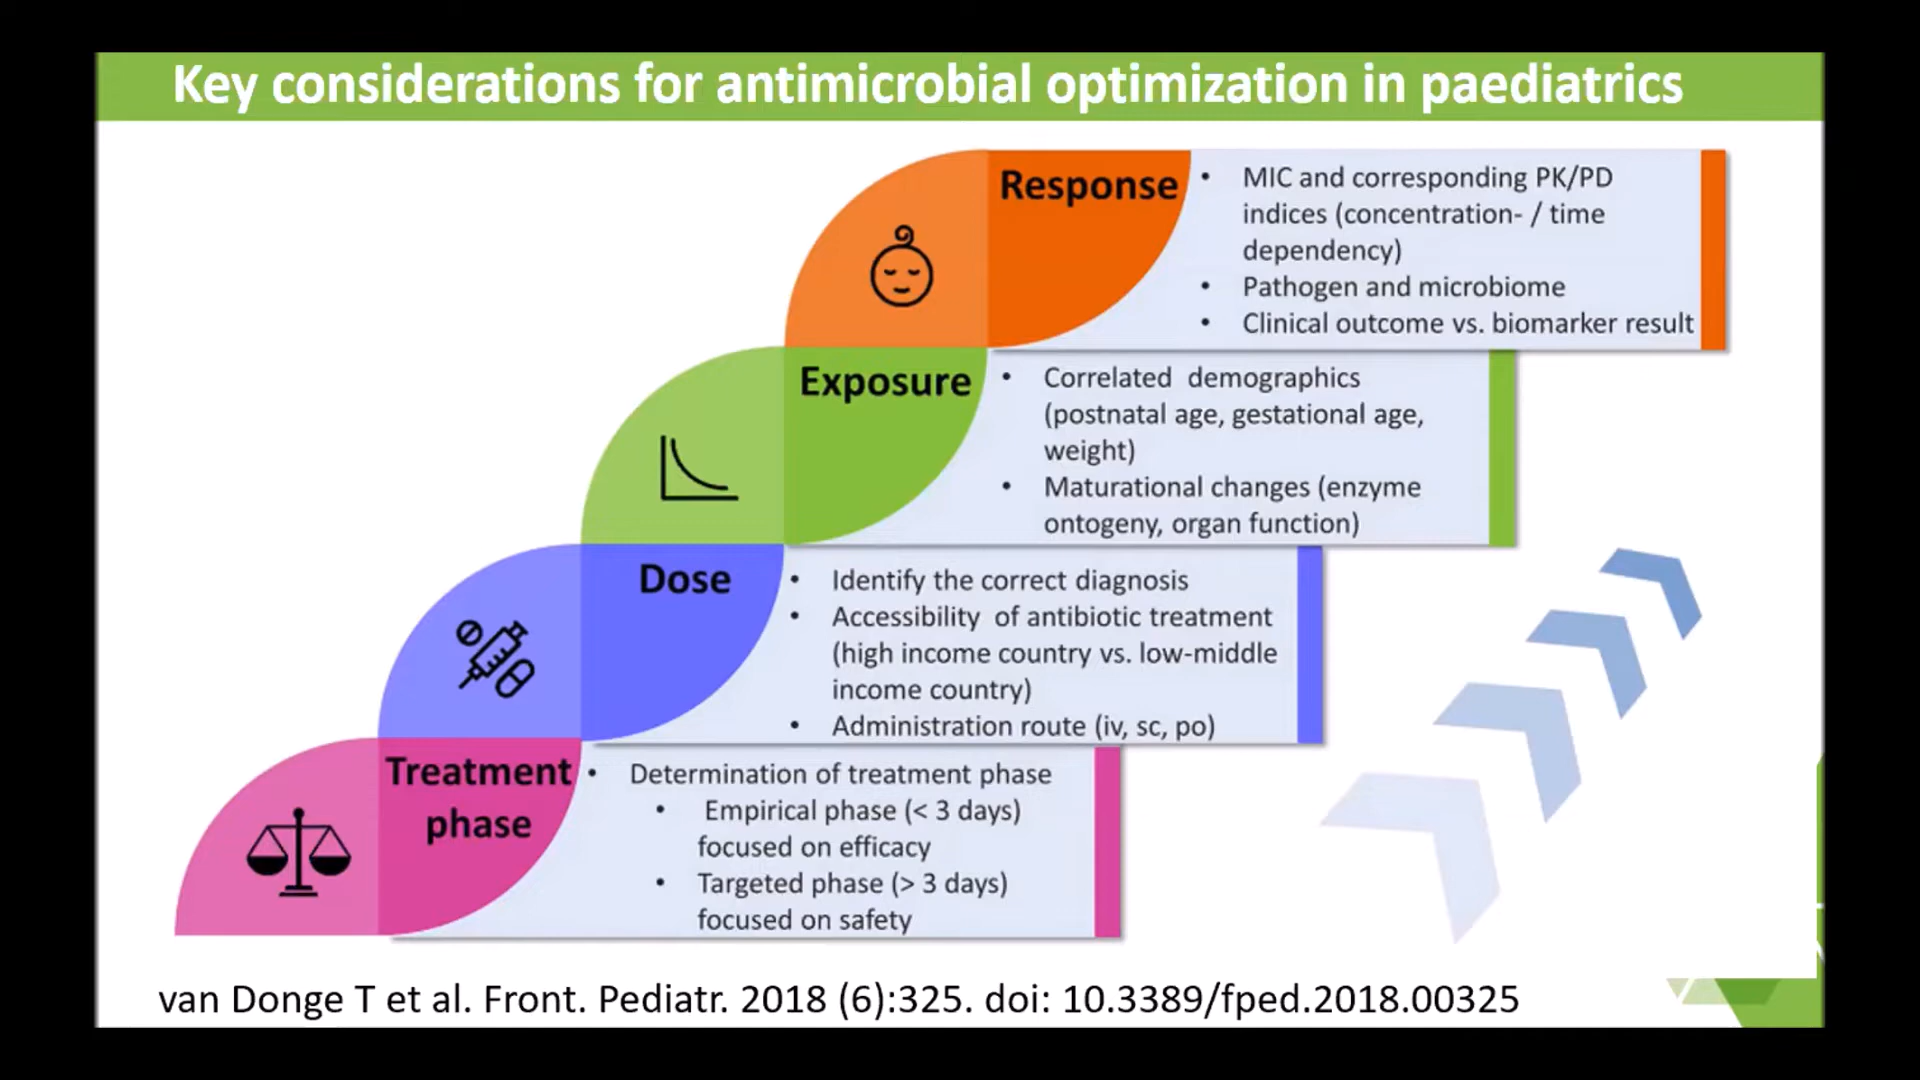 Key considerations for antimicrobial optimization in paediatrics
Response
• MIC and corresponding PK/PD
indices (concentration- / time
dependency)
• Pathogen and microbiome
• Clinical outcome vs. biomarker result
Exposure
• Correlated demographics
(postnatal age, gestational age,
weight)
• Maturational changes (enzyme
ontogeny, organ function)
Dose
• Identify the correct diagnosis
• Accessibility of antibiotic treatment
(high income country vs. low-middle
income country)
• Administration route (iv, sc, po)
Treatment
phase
• Determination of treatment phase
• Empirical phase (< 3 days)
focused on efficacy
• Targeted phase (> 3 days)
focused on safety
van Donge T et al. Front. Pediatr. 2018 (6):325. doi: 10.3389/fped.2018.00325